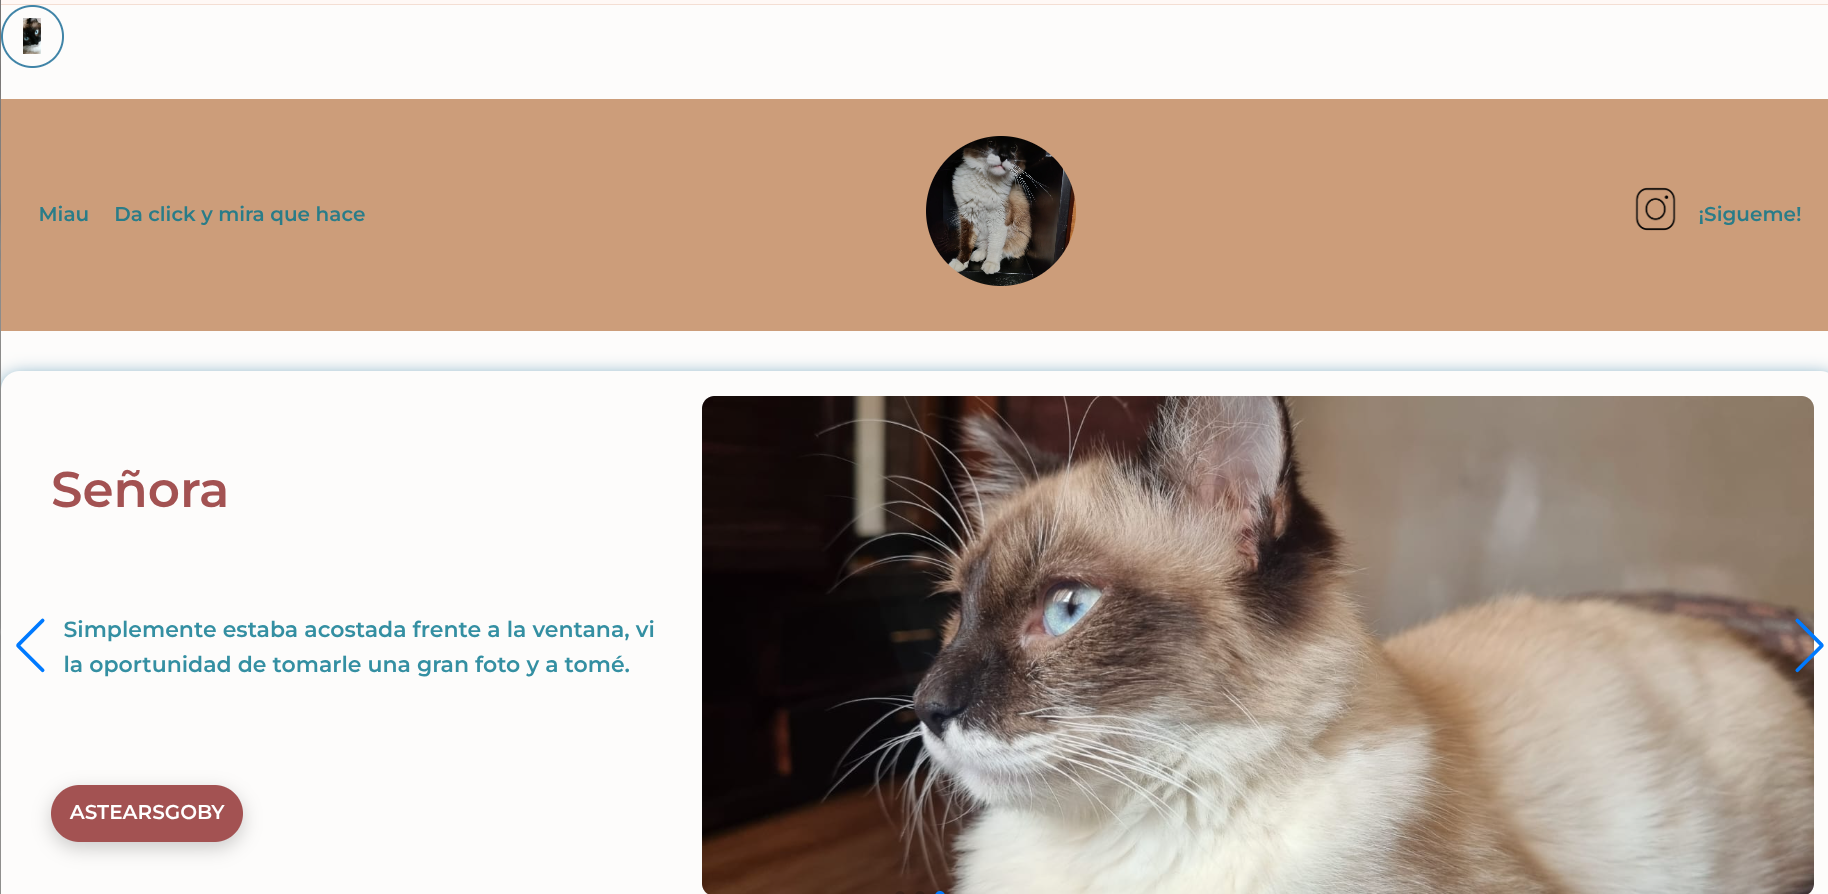 Miau
Da click y mira que hace
¡Sigueme!
Señora
Simplemente estaba acostada frente a la ventana, vi
la oportunidad de tomarle una gran foto y a tomé.
ASTEARSGOBY